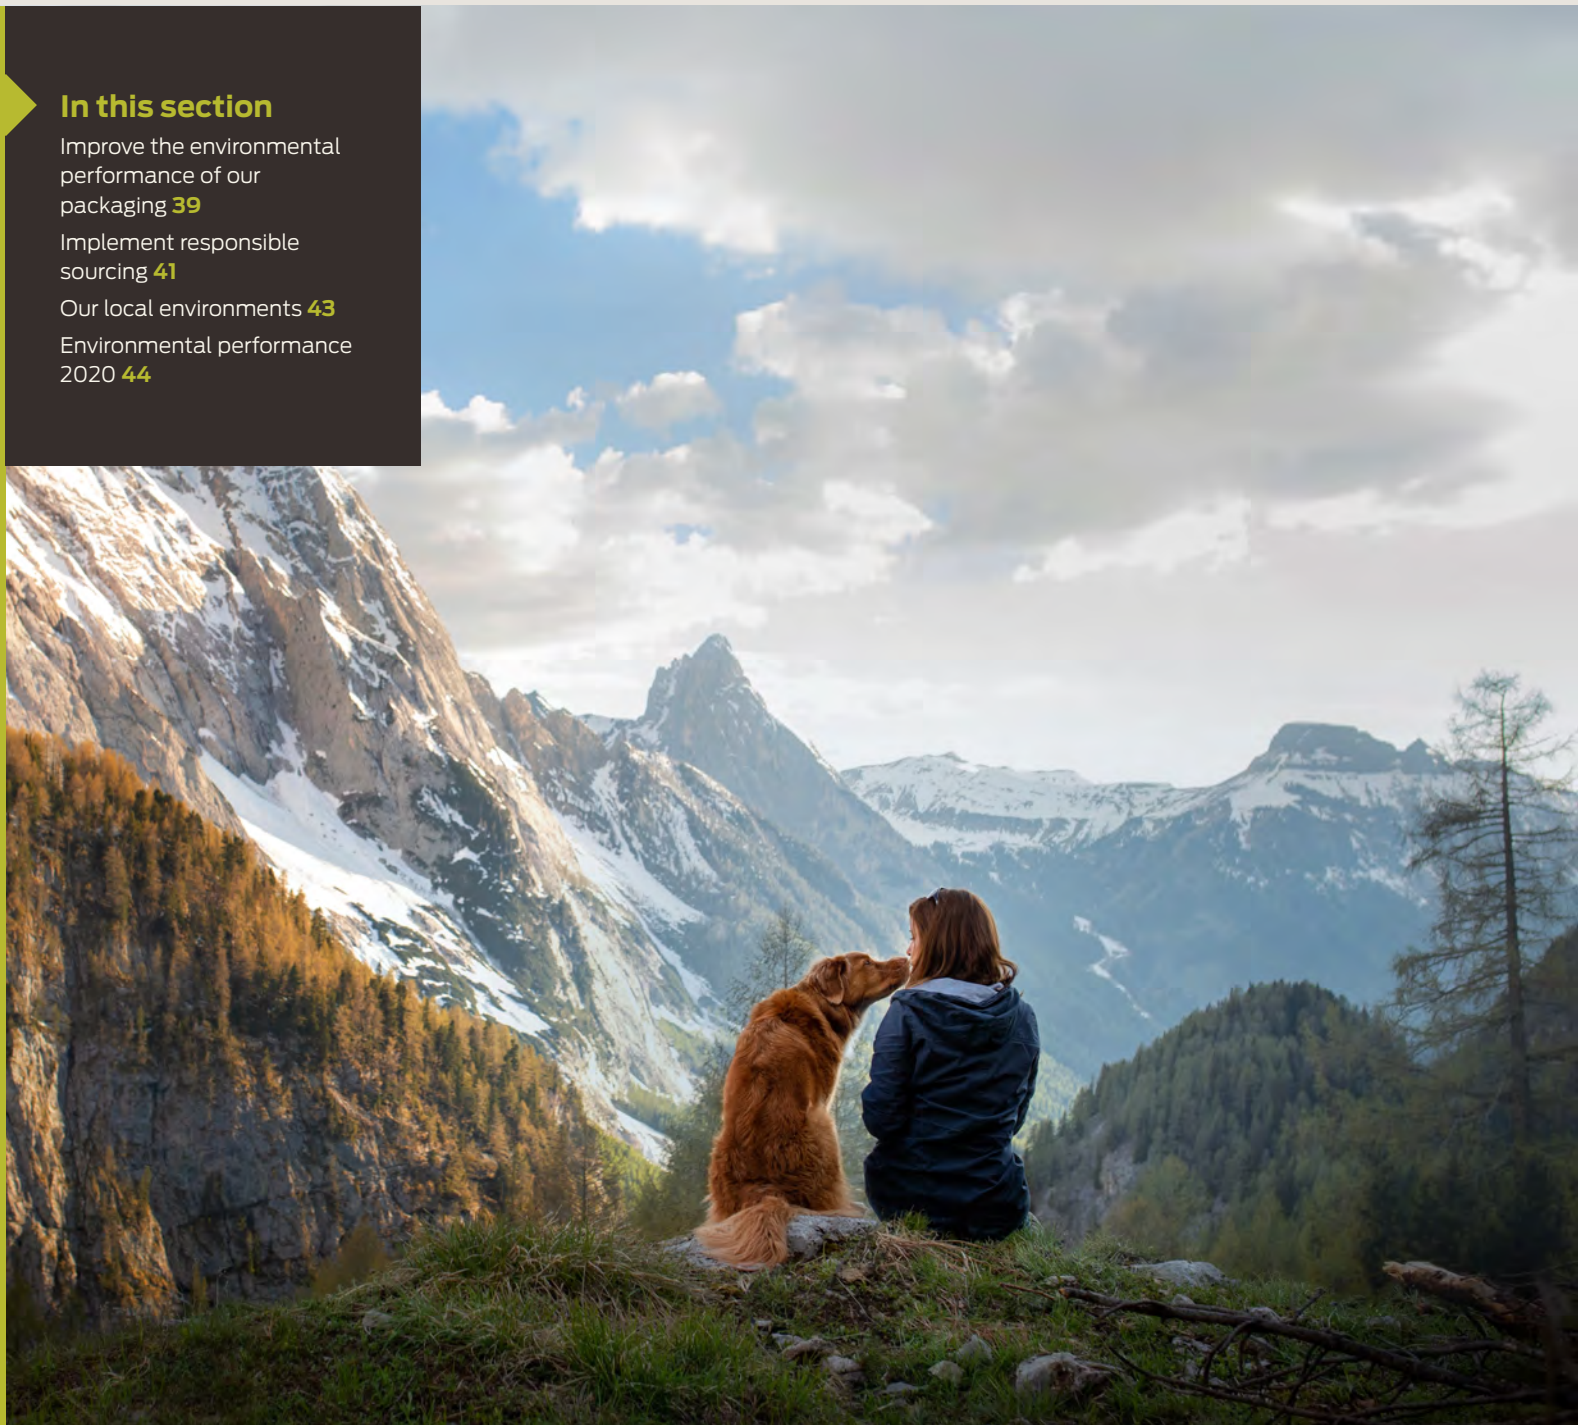 In this section
Improve the environmental
performance of our
packaging 39
Implement responsible
sourcing 41
Our local environments 43
Environmental performance
2020 44